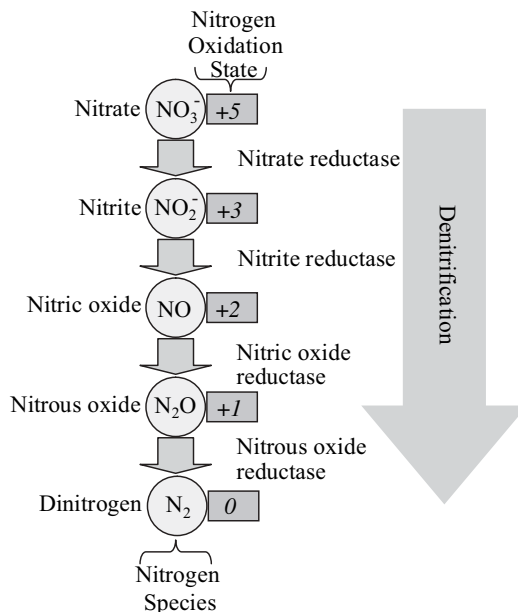 Nitrogen
Oxidation
State
Nitrate NO₃⁻ +5
Nitrate reductase
Nitrite NO₂⁻ +3
Nitrite reductase
Nitric oxide NO +2
Nitric oxide
reductase
Nitrous oxide N₂O +1
Nitrous oxide
reductase
Dinitrogen N₂ 0
Nitrogen
Species
Denitrification